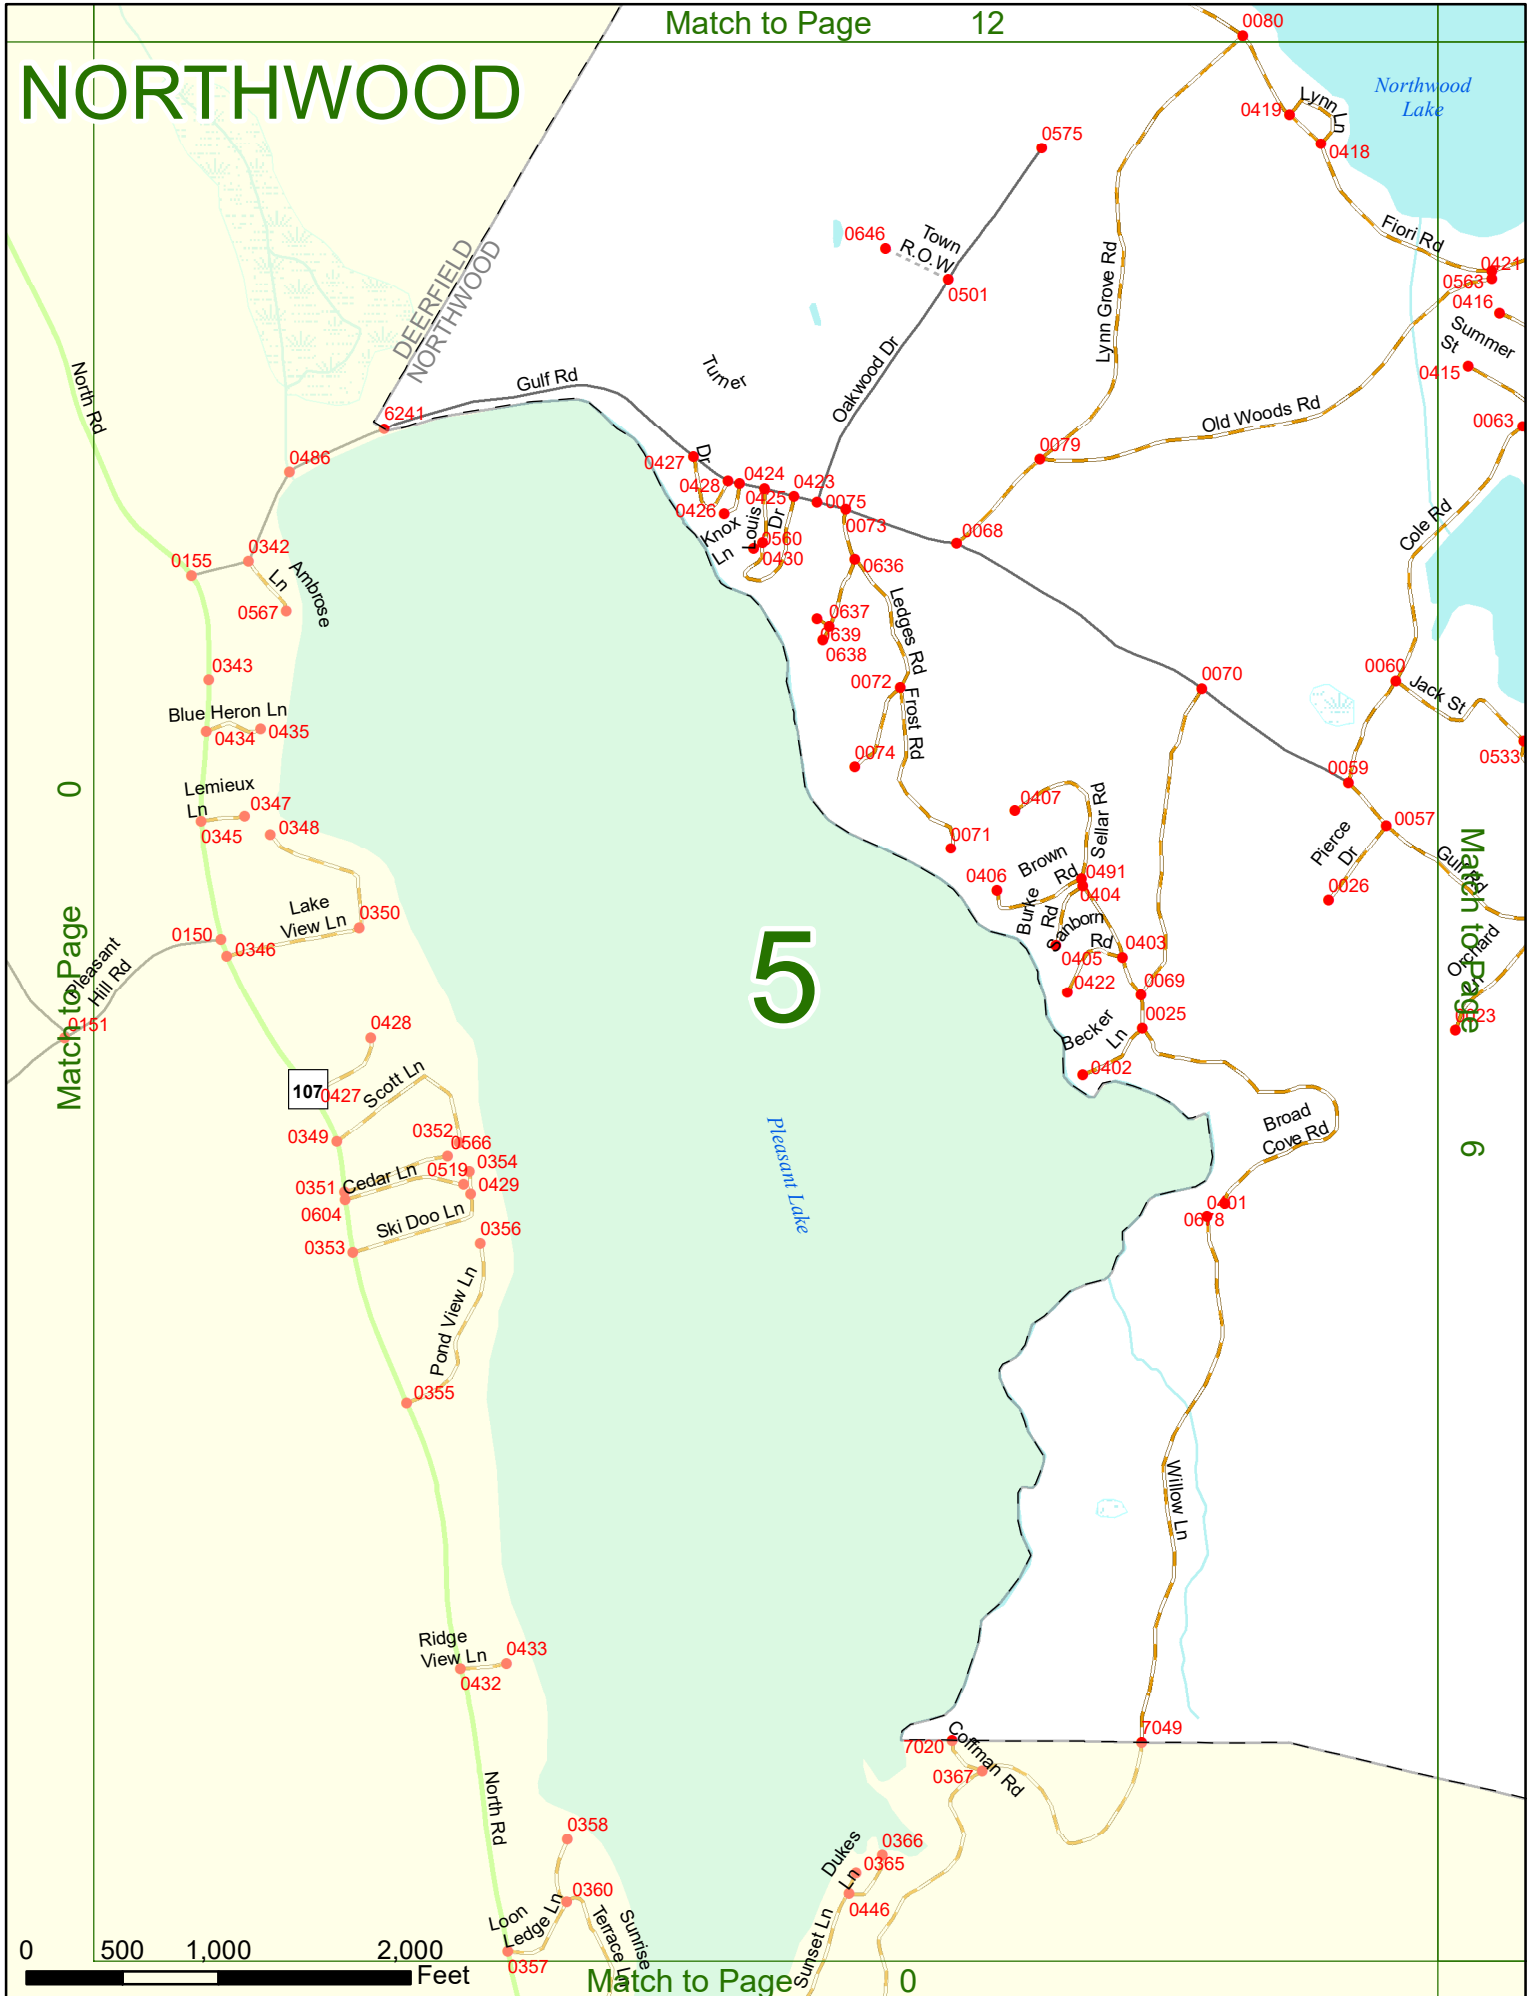 Match to Page 12
NORTHWOOD
0080
Northwood
Lake
Lynn
Ln
0419
0418
0575
0646
Town
R.O.W
0501
Fiori Rd
0421
0563
0416
Summer
St
0415
0063
DEERFIELD
NORTHWOOD
Lynn Grove Rd
Oakwood Dr
Turner
Dr
Gulf Rd
Old Woods Rd
North Rd
6241
0486
0427
0428
0424
0423
0425
0426
0075
0073
0079
0068
Knox
Ln
Louis
Dr
0560
0430
0636
Cole Rd
0155
0342
Ambrose
Ln
0567
0637
0639
0638
Ledges Rd
0343
0072
Frost Rd
0070
0060
Jack St
Blue Heron Ln
0434
0435
0074
0533
0059
0
Lemieux
Ln
0347
0345
0348
0407
Sellar Rd
0071
0057
Pierce
Dr
Gulf Rd
0026
Brown
Rd
0491
0406
0404
Burke
Rd
Sanborn
Rd
0403
0405
0422
0069
Lake
View Ln
0350
0150
0346
Pleasant
Hill Rd
0151
Match to Page
Match to Page
Orchard
0023
5
0025
Becker
Ln
0402
0428
107
0427
Scott Ln
0349
0352
0566
0354
0519
0429
Cedar Ln
0351
0604
Ski Doo Ln
0353
0356
Pleasant Lake
Broad
Cove Rd
6
0401
0678
Pond View Ln
0355
Willow Ln
Ridge
View Ln
0433
0432
7020
Coffman Rd
7049
0367
North Rd
0358
Dukes
Ln
0366
0365
0446
0360
Loon
Ledge Ln
0357
Sunrise
Terrace Ln
Sunset Ln
0 500 1,000 2,000
Feet
Match to Page 0